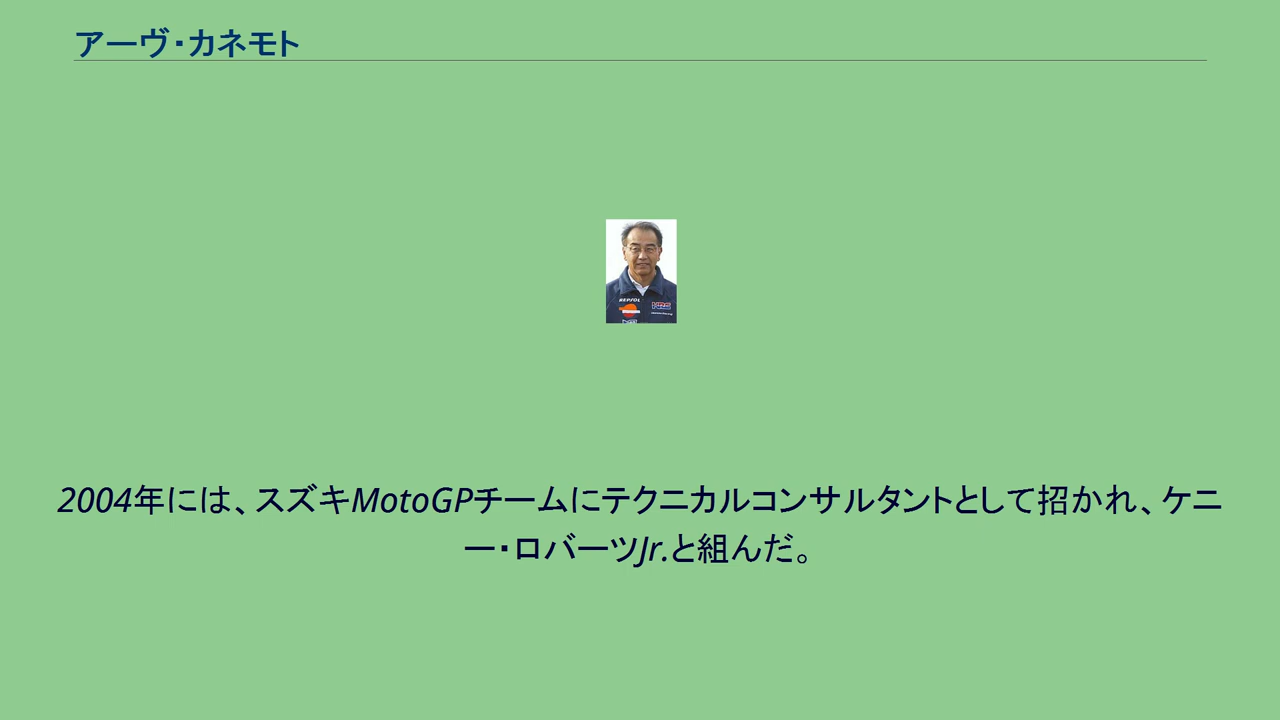 アーヴ・カネモト
REPSOL
HRC
2004年には、スズキMotoGPチームにテクニカルコンサルタントとして招かれ、ケニ
ー・ロバーツJr.と組んだ。